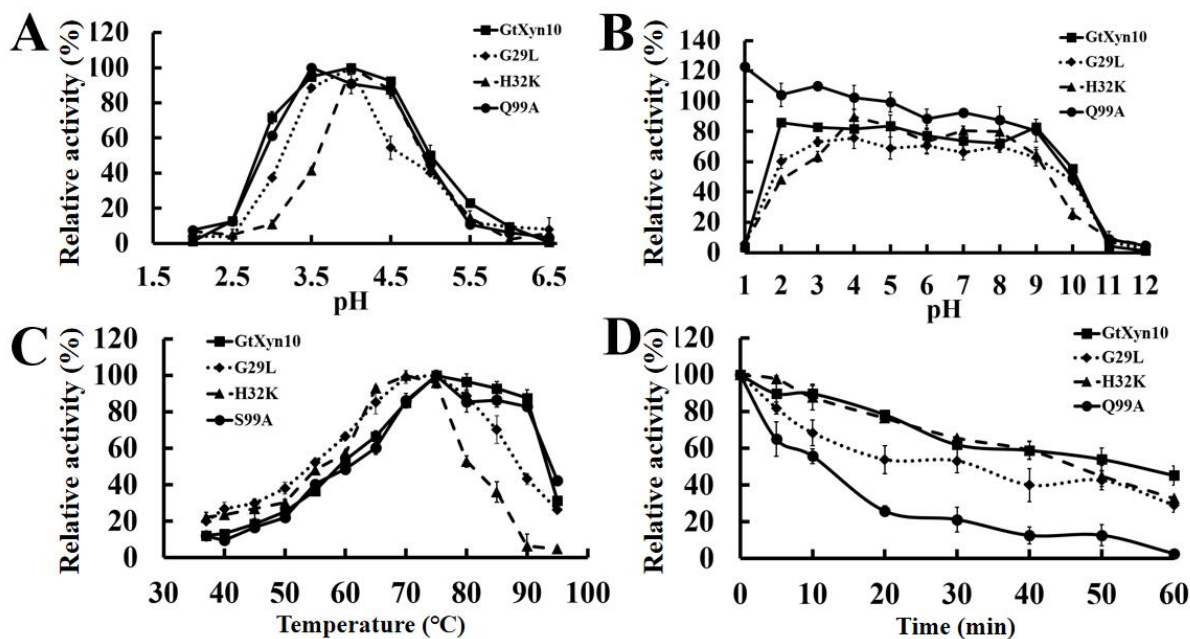 A
Relative activity (%)
120
100
80
60
40
20
0
GtXyn10
G29L
H32K
Q99A
1.5 2.5 3.5 4.5 5.5 6.5
pH
B
Relative activity (%)
140
120
100
80
60
40
20
0
GtXyn10
G29L
H32K
Q99A
1 2 3 4 5 6 7 8 9 10 11 12
pH
C
Relative activity (%)
120
100
80
60
40
20
0
GtXyn10
G29L
H32K
S99A
30 40 50 60 70 80 90 100
Temperature (°C)
D
Relative activity (%)
120
100
80
60
40
20
0
GtXyn10
G29L
H32K
Q99A
0 10 20 30 40 50 60
Time (min)